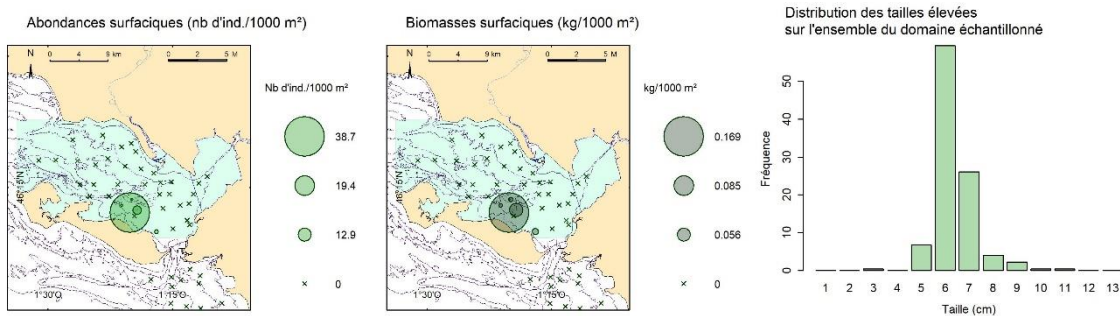 Abondances surfaciques (nb d'ind./1000 m²)
N
0 4 9 km
0 2 5 M
46°15'N
1°30'O
1°15'O
Nb d'ind./1000 m²
38.7
19.4
12.9
0
Biomasses surfaciques (kg/1000 m²)
N
0 4 9 km
0 2 5 M
46°15'N
1°30'O
1°15'O
kg/1000 m²
0.169
0.085
0.056
0
Distribution des tailles élevées
sur l'ensemble du domaine échantillonné
Fréquence
50
40
30
20
10
0
1 2 3 4 5 6 7 8 9 10 11 12 13
Taille (cm)